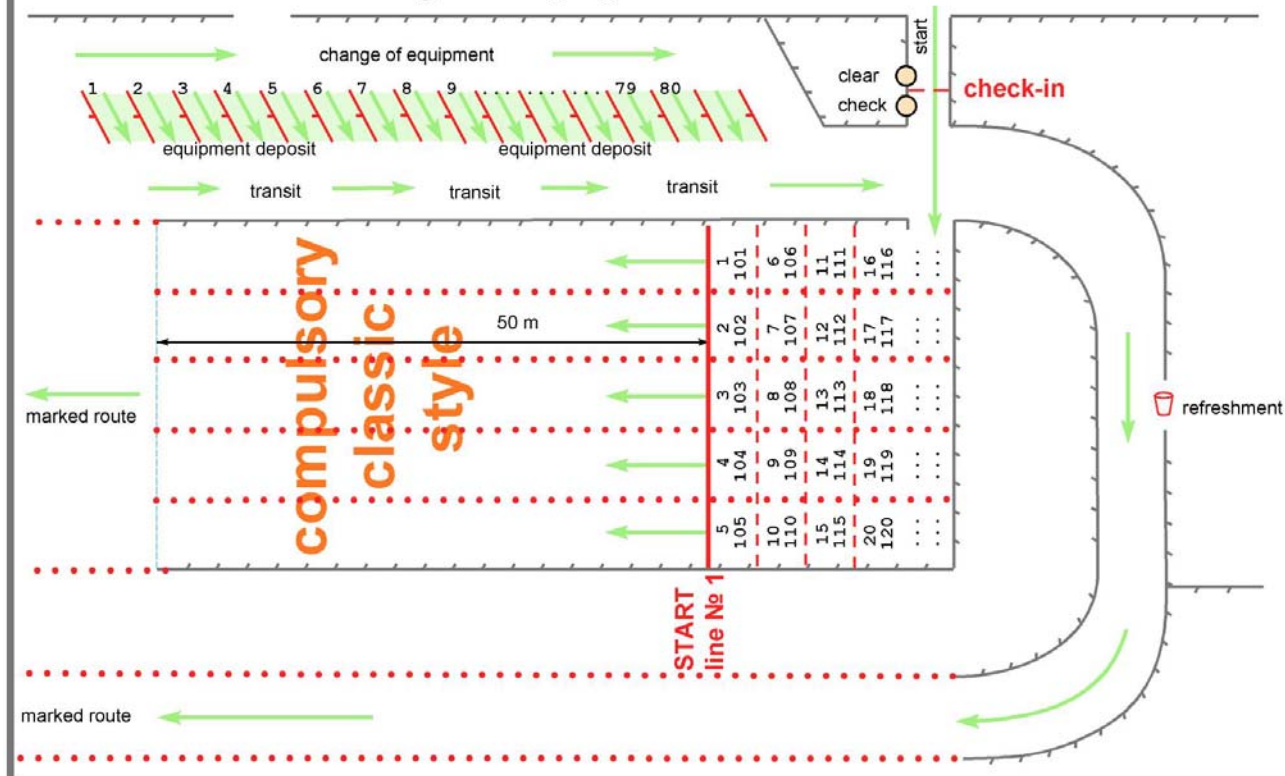 start
change of equipment
clear
check
check-in
1 2 3 4 5 6 7 8 9 ................ 79 80
equipment deposit equipment deposit
transit transit transit
compulsory
classic
style
50 m
marked route
refreshment
1 6 11 16 ....
101 106 111 116 ....
2 7 12 17 ....
102 107 112 117 ....
3 8 13 18 ....
103 108 113 118 ....
4 9 14 19 ....
104 109 114 119 ....
5 10 15 20 ....
105 110 115 120 ....
START
line № 1
marked route